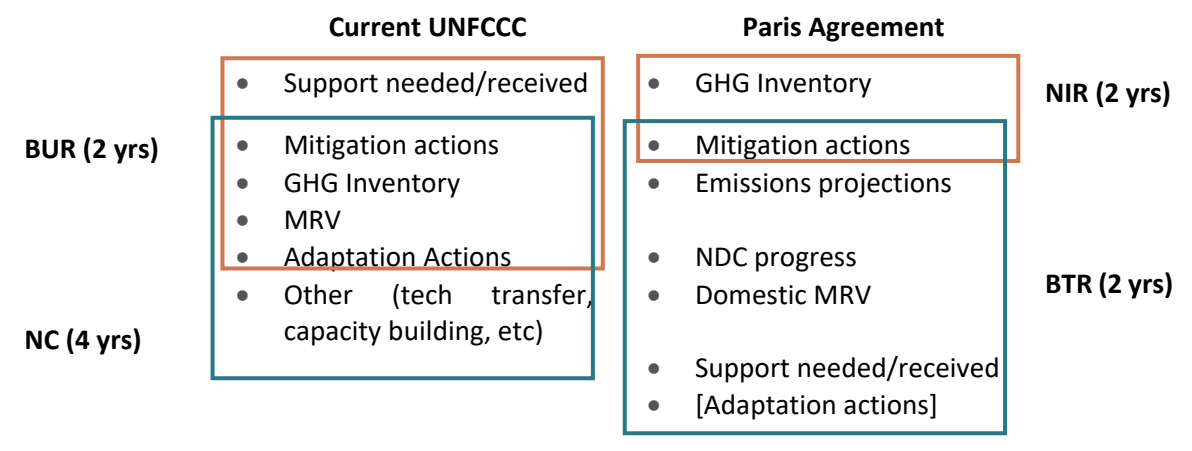 Current UNFCCC
BUR (2 yrs)
NC (4 yrs)
• Support needed/received
• Mitigation actions
• GHG Inventory
• MRV
• Adaptation Actions
• Other (tech transfer,
capacity building, etc)
Paris Agreement
• GHG Inventory
• Mitigation actions
• Emissions projections
• NDC progress
• Domestic MRV
• Support needed/received
• [Adaptation actions]
NIR (2 yrs)
BTR (2 yrs)